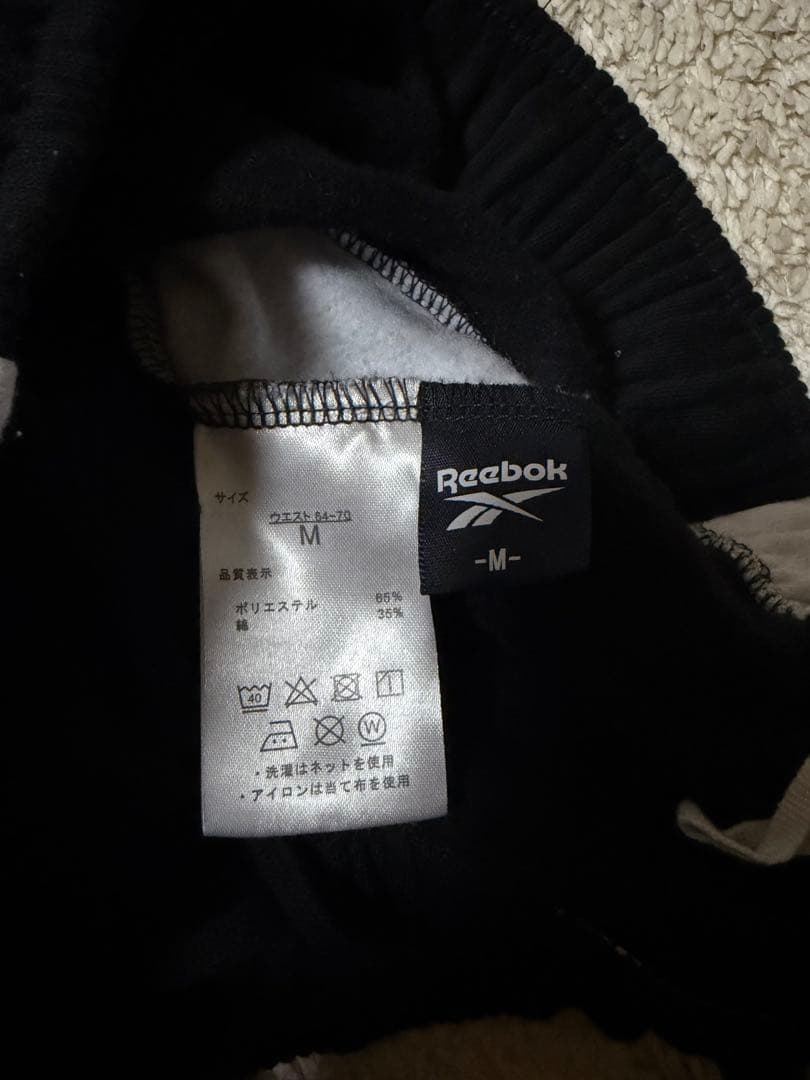 サイズ
ウエスト 64-70
M
品質表示
ポリエステル 65%
綿 35%
40
W
・洗濯はネットを使用
・アイロンは当て布を使用
Reebok
-M-